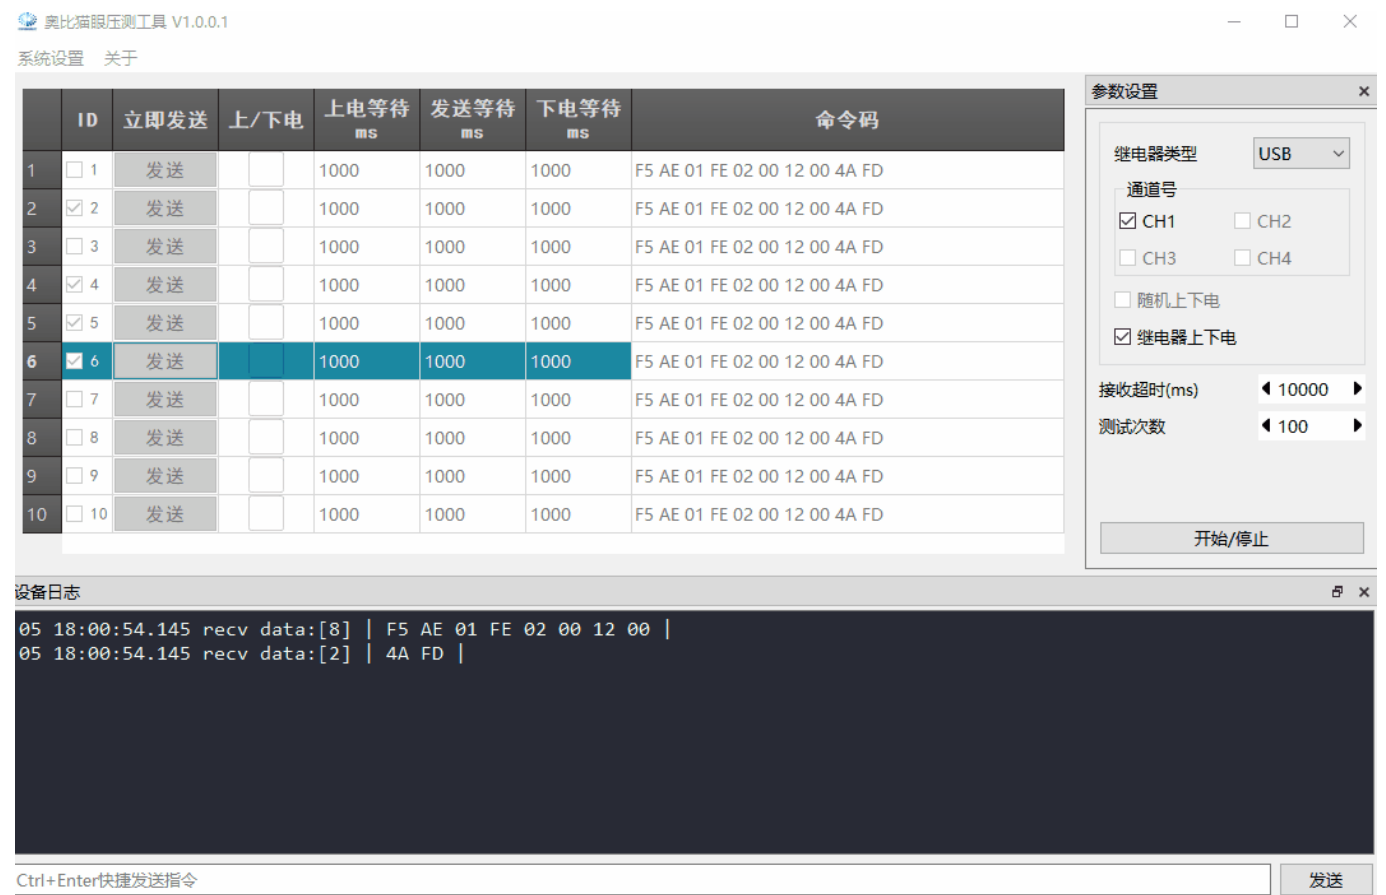 奥比猫眼压测工具 V1.0.0.1
系统设置 关于
ID 立即发送 上/下电 上电等待 ms 发送等待 ms 下电等待 ms 命令码
1 1 发送 1000 1000 1000 F5 AE 01 FE 02 00 12 00 4A FD
2 2 发送 1000 1000 1000 F5 AE 01 FE 02 00 12 00 4A FD
3 3 发送 1000 1000 1000 F5 AE 01 FE 02 00 12 00 4A FD
4 4 发送 1000 1000 1000 F5 AE 01 FE 02 00 12 00 4A FD
5 5 发送 1000 1000 1000 F5 AE 01 FE 02 00 12 00 4A FD
6 6 发送 1000 1000 1000 F5 AE 01 FE 02 00 12 00 4A FD
7 7 发送 1000 1000 1000 F5 AE 01 FE 02 00 12 00 4A FD
8 8 发送 1000 1000 1000 F5 AE 01 FE 02 00 12 00 4A FD
9 9 发送 1000 1000 1000 F5 AE 01 FE 02 00 12 00 4A FD
10 10 发送 1000 1000 1000 F5 AE 01 FE 02 00 12 00 4A FD
参数设置
继电器类型 USB
通道号
CH1 CH2
CH3 CH4
随机上下电
继电器上下电
接收超时(ms) 10000
测试次数 100
开始/停止
设备日志
05 18:00:54.145 recv data:[8] | F5 AE 01 FE 02 00 12 00 |
05 18:00:54.145 recv data:[2] | 4A FD |
Ctrl+Enter快捷发送指令 发送